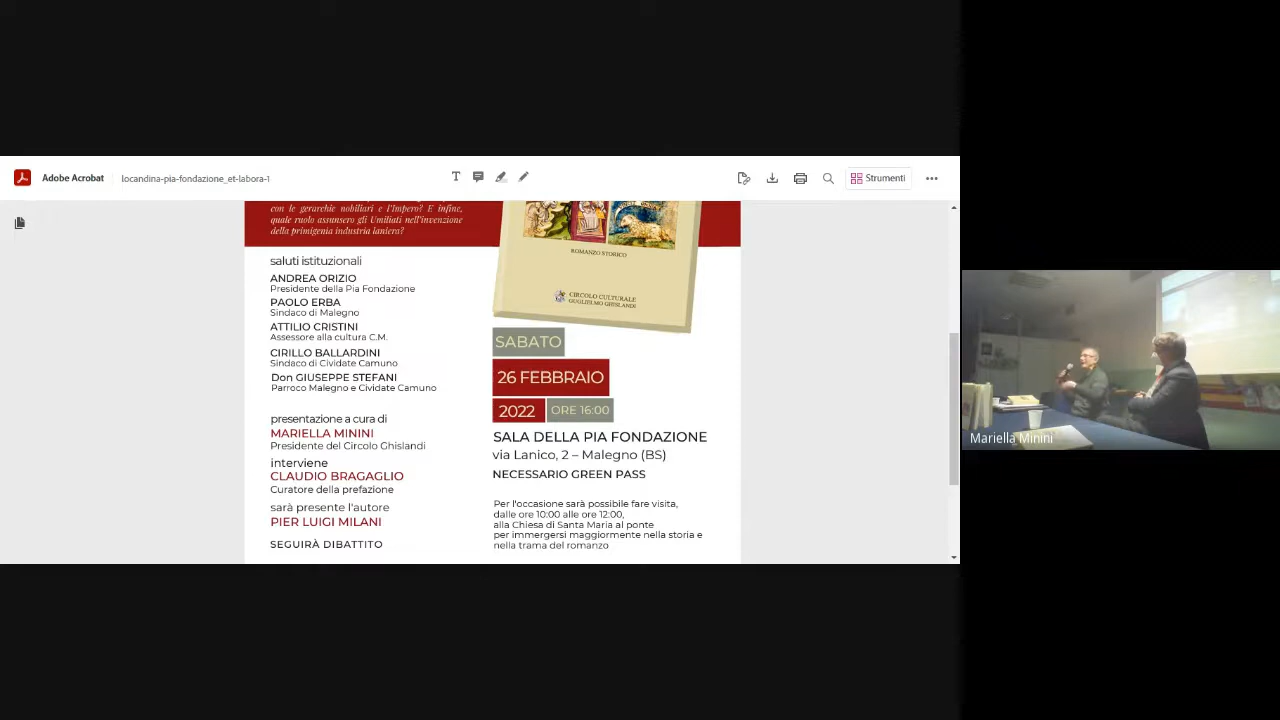 Adobe Acrobat
locandina-pia-fondazione_et-labora-1
Strumenti
con le gerarchie nobiliari e l'Impero? E infine,
quale ruolo assunsero gli Umiliati nell'invenzione
della primigenia industria laniera?
ROMANZO STORICO
CIRCOLO CULTURALE
GUGLIELMO GHISLANDI
saluti istituzionali
ANDREA ORIZIO
Presidente della Pia Fondazione
PAOLO ERBA
Sindaco di Malegno
ATTILIO CRISTINI
Assessore alla cultura C.M.
CIRILLO BALLARDINI
Sindaco di Cividate Camuno
Don GIUSEPPE STEFANI
Parroco Malegno e Cividate Camuno
presentazione a cura di
MARIELLA MININI
Presidente del Circolo Ghislandi
interviene
CLAUDIO BRAGAGLIO
Curatore della prefazione
sarà presente l'autore
PIER LUIGI MILANI
SEGUIRÀ DIBATTITO
SABATO
26 FEBBRAIO
2022 ORE 16:00
SALA DELLA PIA FONDAZIONE
via Lanico, 2 – Malegno (BS)
NECESSARIO GREEN PASS
Per l'occasione sarà possibile fare visita,
dalle ore 10:00 alle ore 12:00,
alla Chiesa di Santa Maria al ponte
per immergersi maggiormente nella storia e
nella trama del romanzo
Mariella Minini